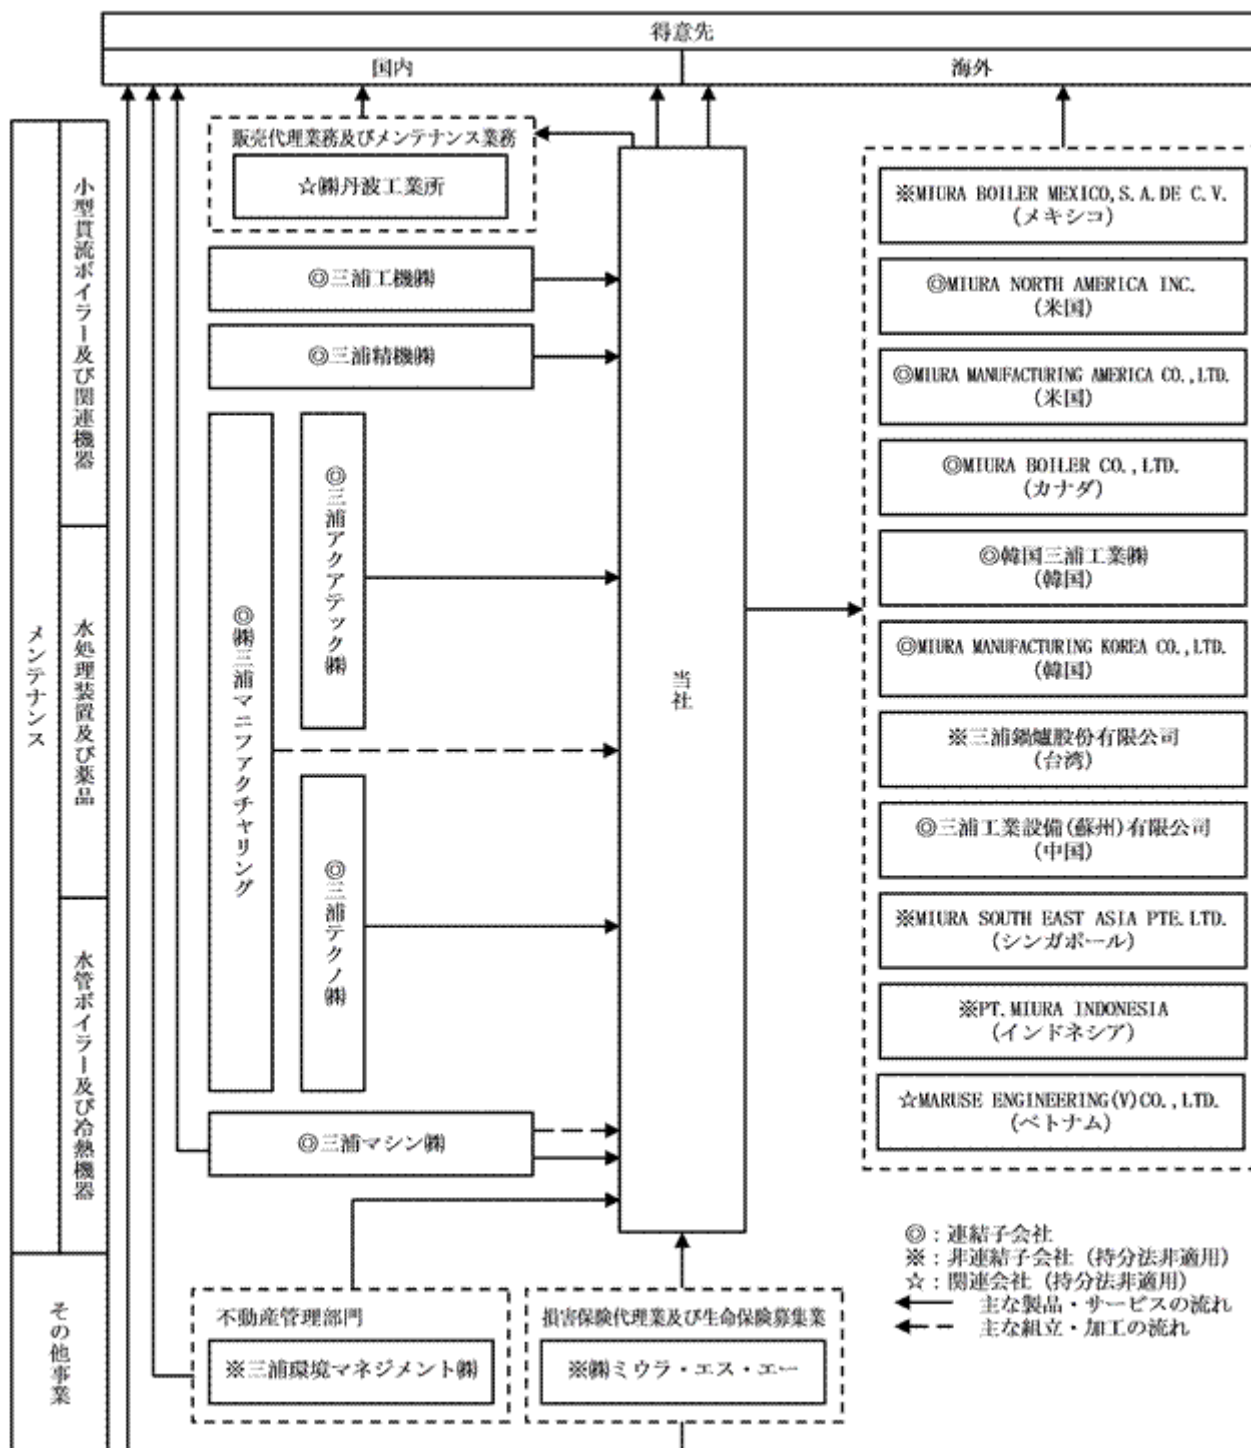 得意先
国内
海外
メンテナンス
小型貫流ボイラー及び関連機器
水処理装置及び薬品
水管ボイラー及び冷熱機器
その他事業
販売代理業務及びメンテナンス業務
☆㈱丹波工業所
◎三浦工機㈱
◎三浦精機㈱
◎㈱三浦マニファクチャリング
◎三浦アクアテック㈱
◎三浦テクノ㈱
◎三浦マシン㈱
当社
不動産管理部門
※三浦環境マネジメント㈱
損害保険代理業及び生命保険募集業
※㈱ミウラ・エス・エー
※MIURA BOILER MEXICO,S.A.DE C.V.
(メキシコ)
◎MIURA NORTH AMERICA INC.
(米国)
◎MIURA MANUFACTURING AMERICA CO.,LTD.
(米国)
◎MIURA BOILER CO.,LTD.
(カナダ)
◎韓国三浦工業㈱
(韓国)
◎MIURA MANUFACTURING KOREA CO.,LTD.
(韓国)
※三浦鍋爐股份有限公司
(台湾)
◎三浦工業設備(蘇州)有限公司
(中国)
※MIURA SOUTH EAST ASIA PTE.LTD.
(シンガポール)
※PT.MIURA INDONESIA
(インドネシア)
☆MARUSE ENGINEERING(V)CO.,LTD.
(ベトナム)
◎：連結子会社
※：非連結子会社（持分法非適用）
☆：関連会社（持分法非適用）
主な製品・サービスの流れ
主な組立・加工の流れ